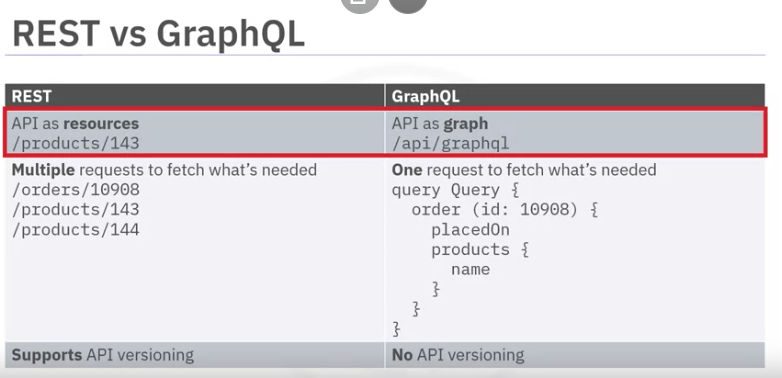 REST vs GraphQL
REST
GraphQL
API as resources
/products/143
API as graph
/api/graphql
Multiple requests to fetch what's needed
/orders/10908
/products/143
/products/144
One request to fetch what's needed
query Query {
  order (id: 10908) {
    placedOn
    products {
      name
    }
  }
}
Supports API versioning
No API versioning